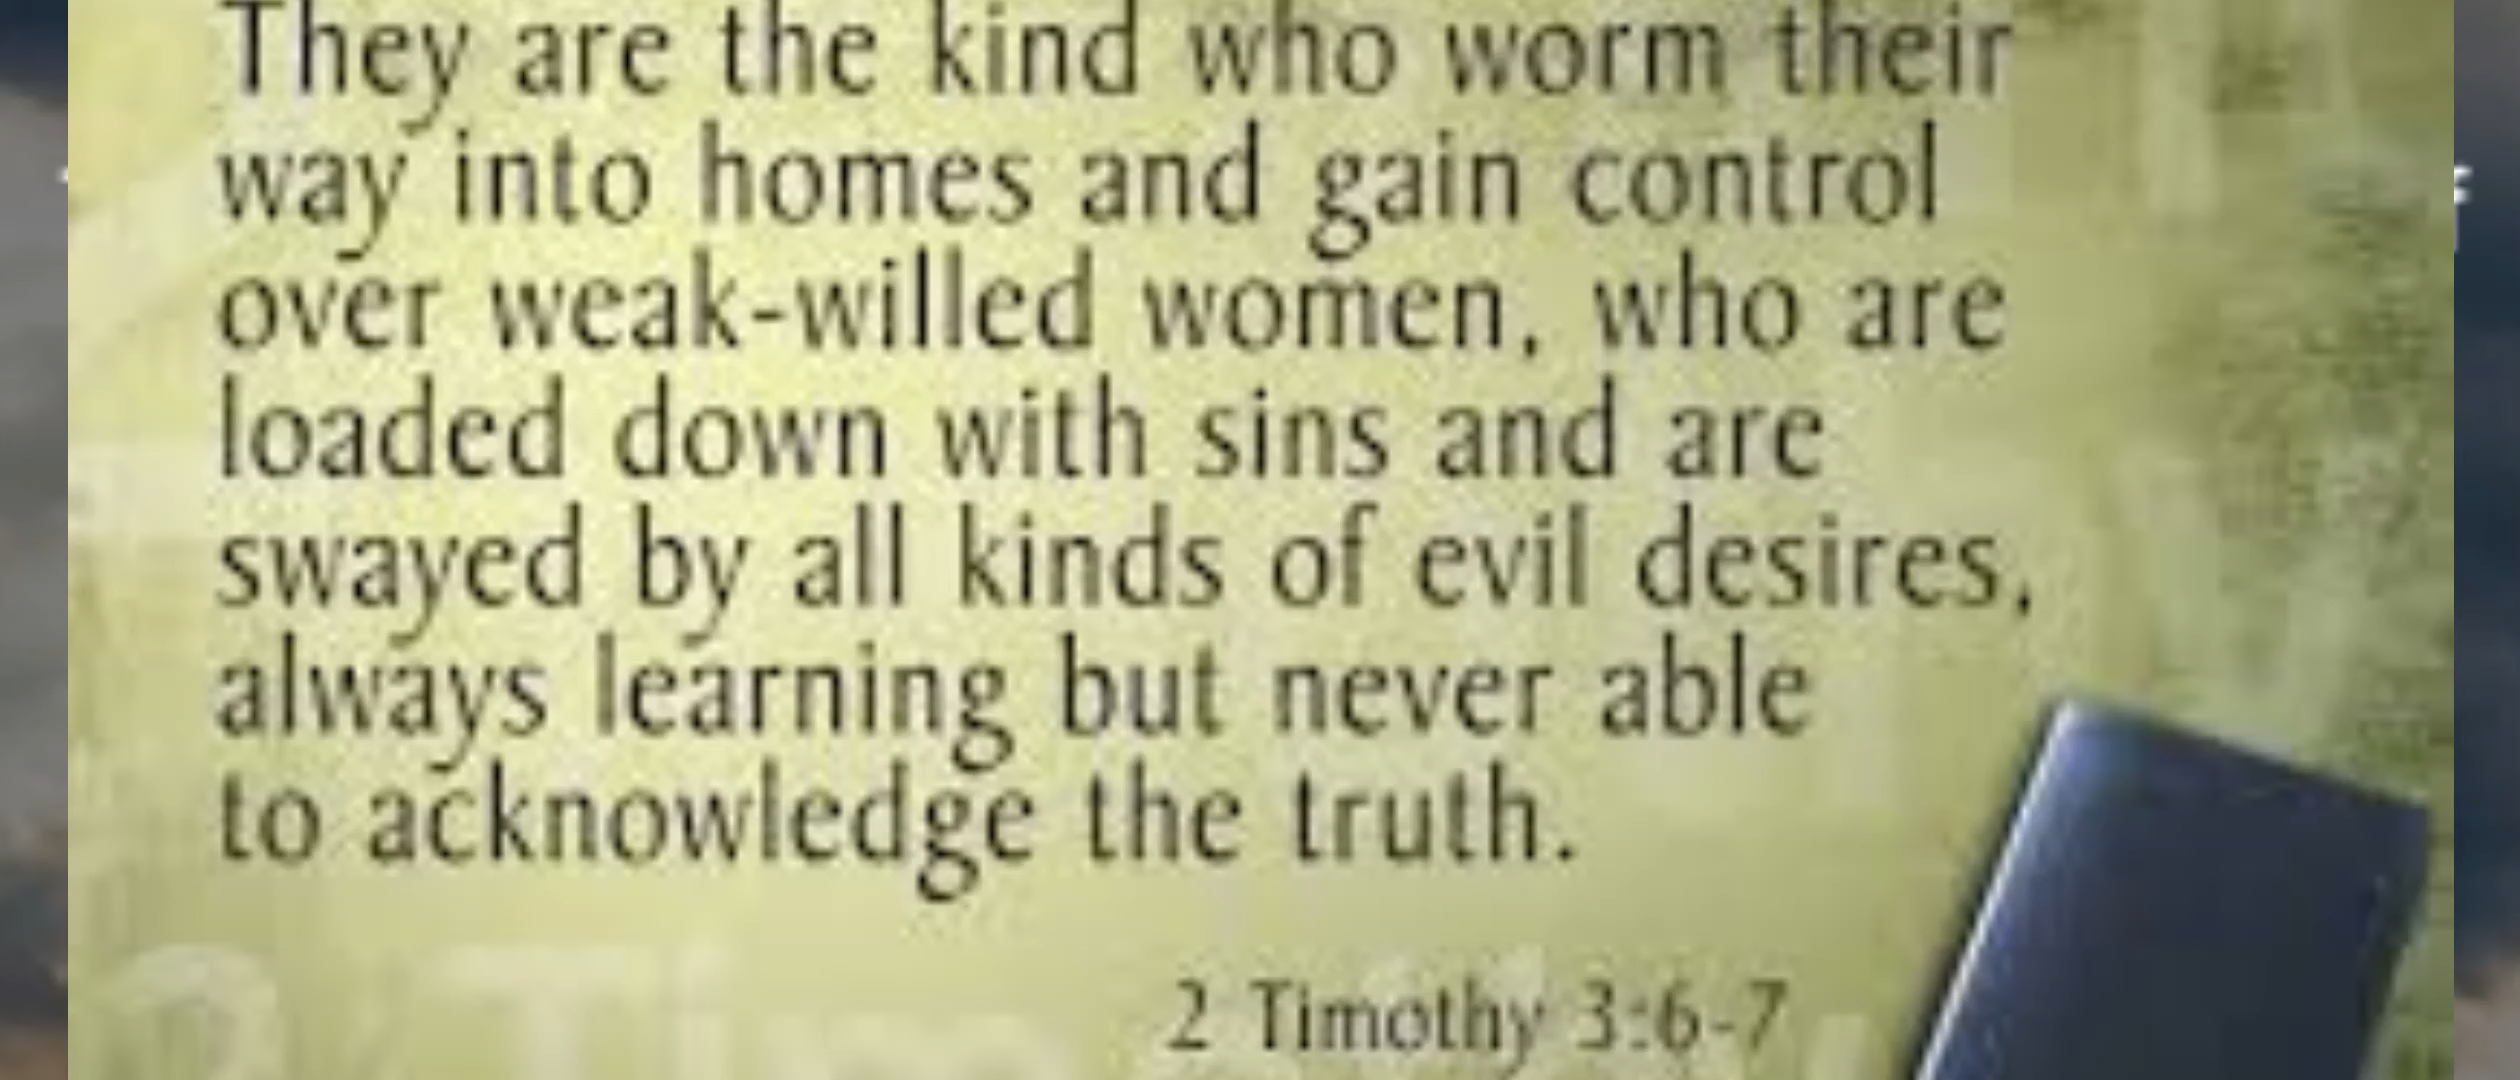 They are the kind who worm their
way into homes and gain control
over weak-willed women, who are
loaded down with sins and are
swayed by all kinds of evil desires,
always learning but never able
to acknowledge the truth.
2 Timothy 3:6-7
2 Tim